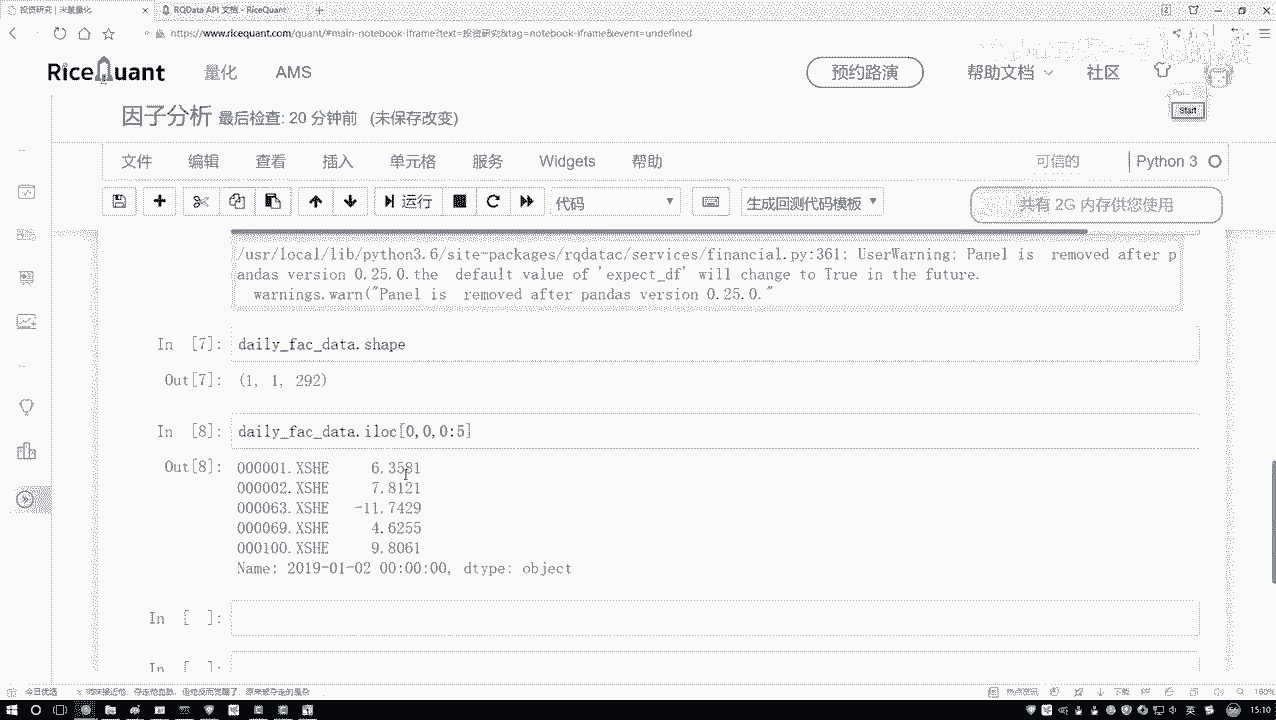 投资研究 | 米筐量化
RQData API 文档 - RiceQuant
https://www.ricequant.com/quant/#main-notebook-iframe?text=投资研究&tag=notebook-iframe&event=undefined
RiceQuant 量化 AMS 预约路演 帮助文档 社区
Start
因子分析 最后检查: 20 分钟前 (未保存改变)
文件 编辑 查看 插入 单元格 服务 Widgets 帮助 可信的 Python 3
运行 代码 生成回测代码模板 共有 2G 内存供您使用
/usr/local/lib/python3.6/site-packages/rqdatac/services/financial.py:361: UserWarning: Panel is  removed after p
andas version 0.25.0.the  default value of 'expect_df' will change to True in the future.
warnings.warn("Panel is  removed after pandas version 0.25.0."
In [7]: daily_fac_data.shape
Out[7]: (1, 1, 292)
In [8]: daily_fac_data.iloc[0,0,0:5]
Out[8]: 000001.XSHE 6.3581
000002.XSHE 7.8121
000063.XSHE -11.7429
000069.XSHE 4.6255
000100.XSHE 9.8061
Name: 2019-01-02 00:00:00, dtype: object
In [ ]:
In [ ]:
今日优选
热点资讯 下载 160%
英 15:10